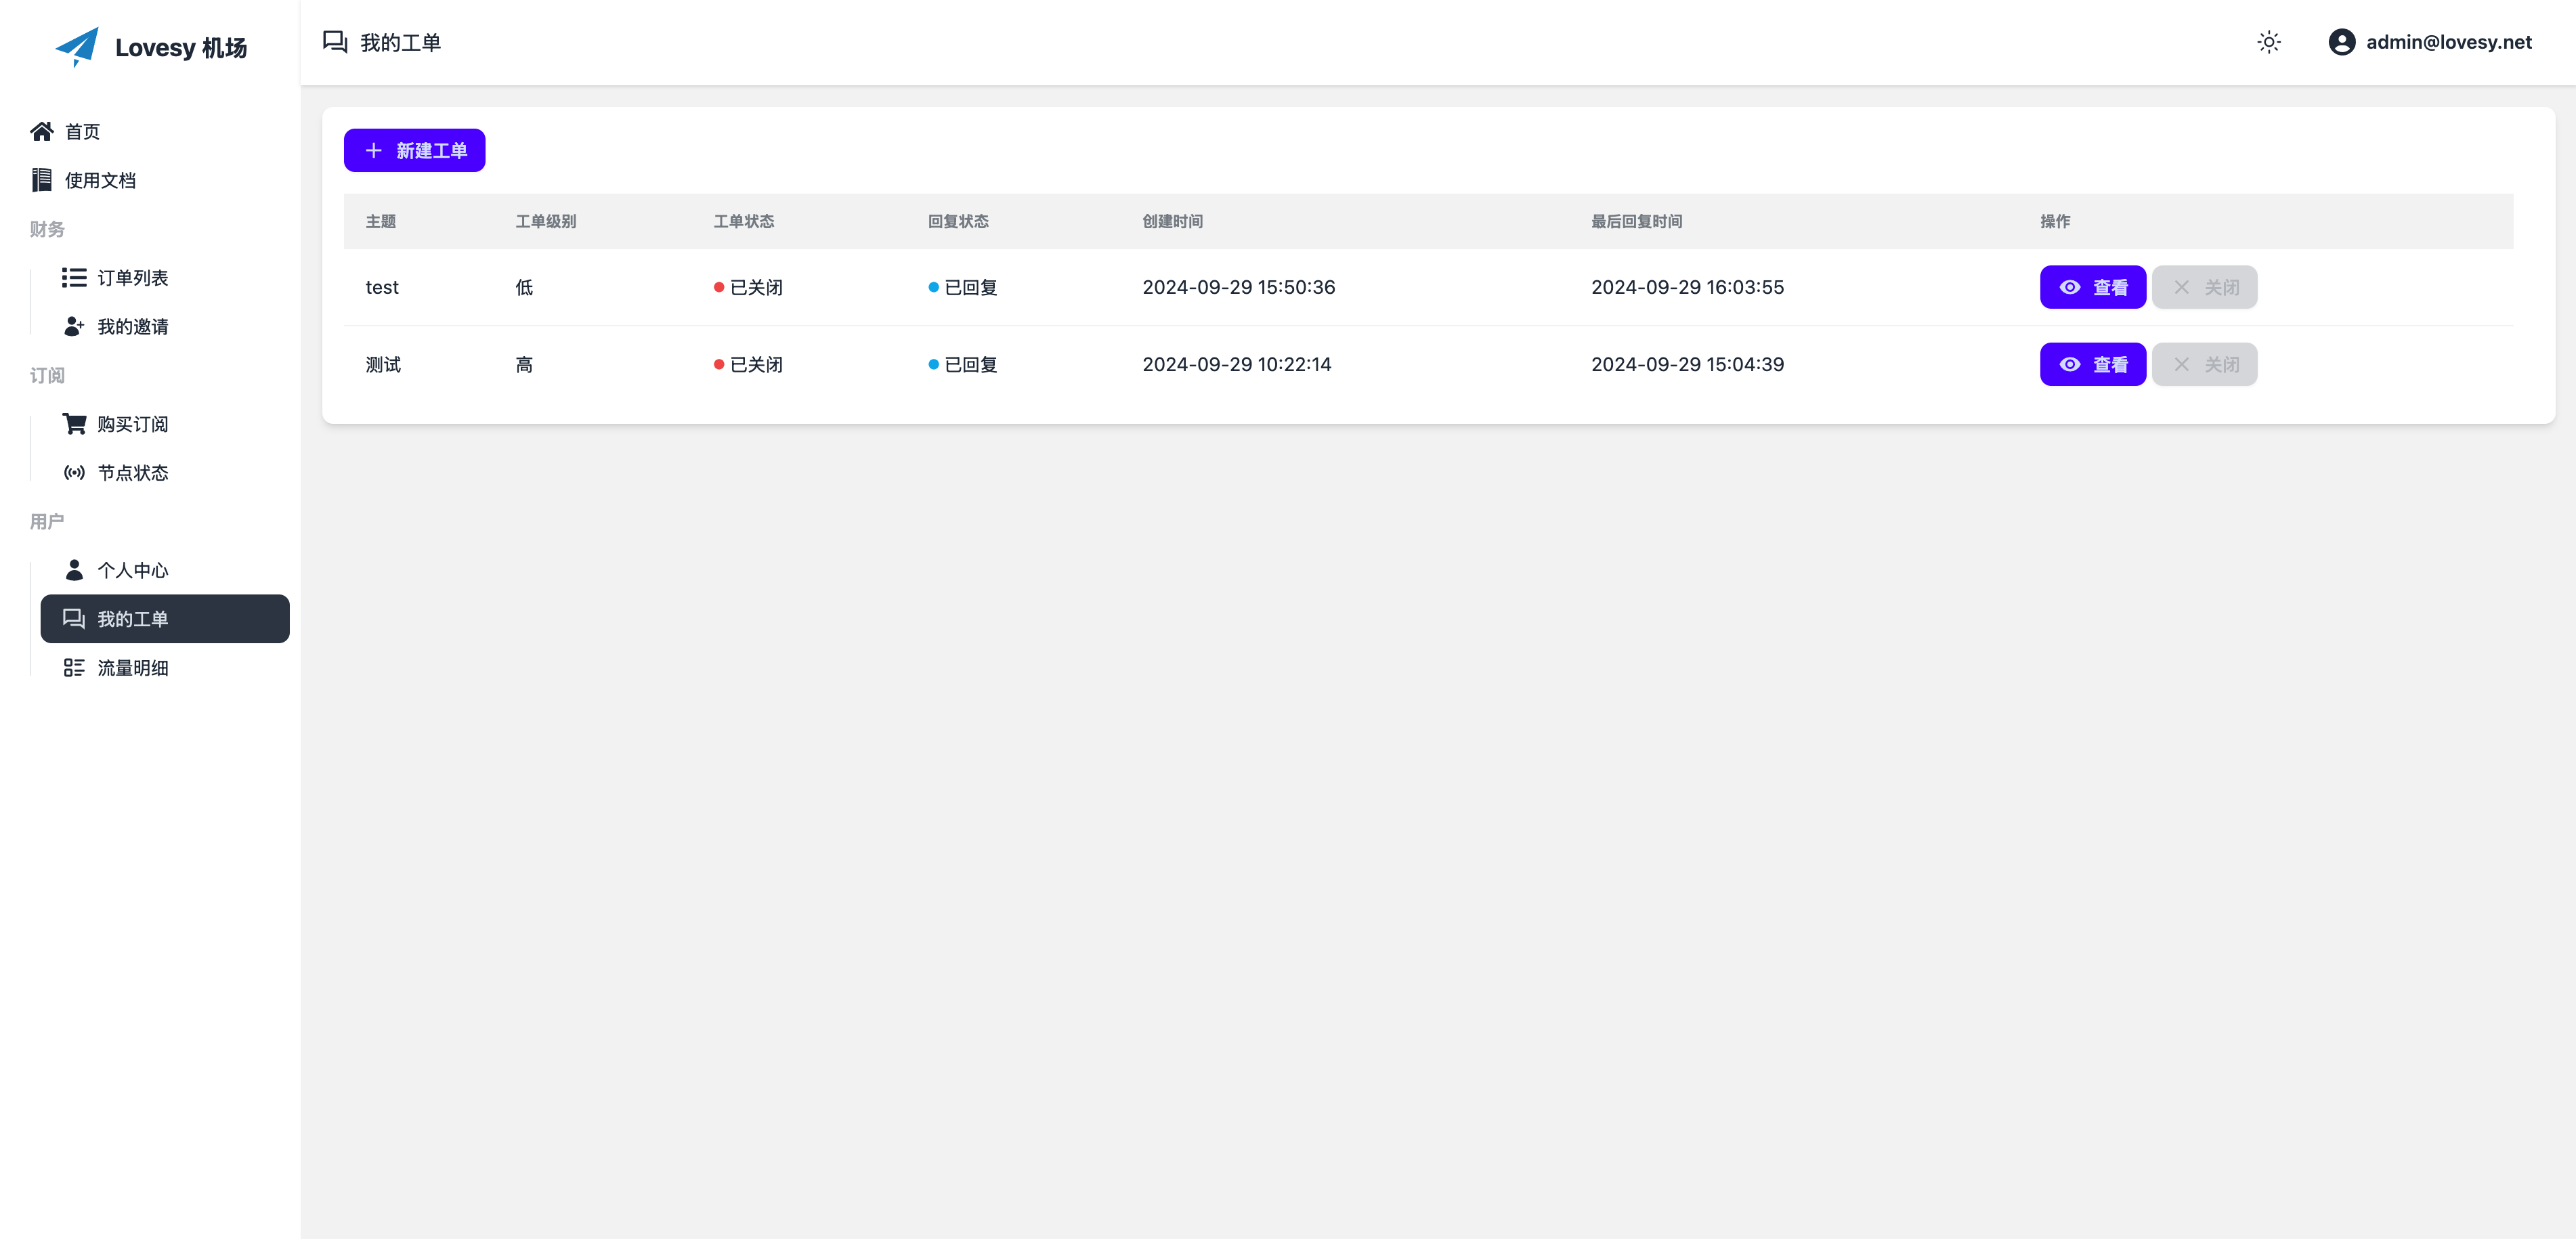 Lovesy 机场
首页
使用文档
财务
订单列表
我的邀请
订阅
购买订阅
节点状态
用户
个人中心
我的工单
流量明细
我的工单
admin@lovesy.net
新建工单
主题 工单级别 工单状态 回复状态 创建时间 最后回复时间 操作
test 低 已关闭 已回复 2024-09-29 15:50:36 2024-09-29 16:03:55 查看 关闭
测试 高 已关闭 已回复 2024-09-29 10:22:14 2024-09-29 15:04:39 查看 关闭